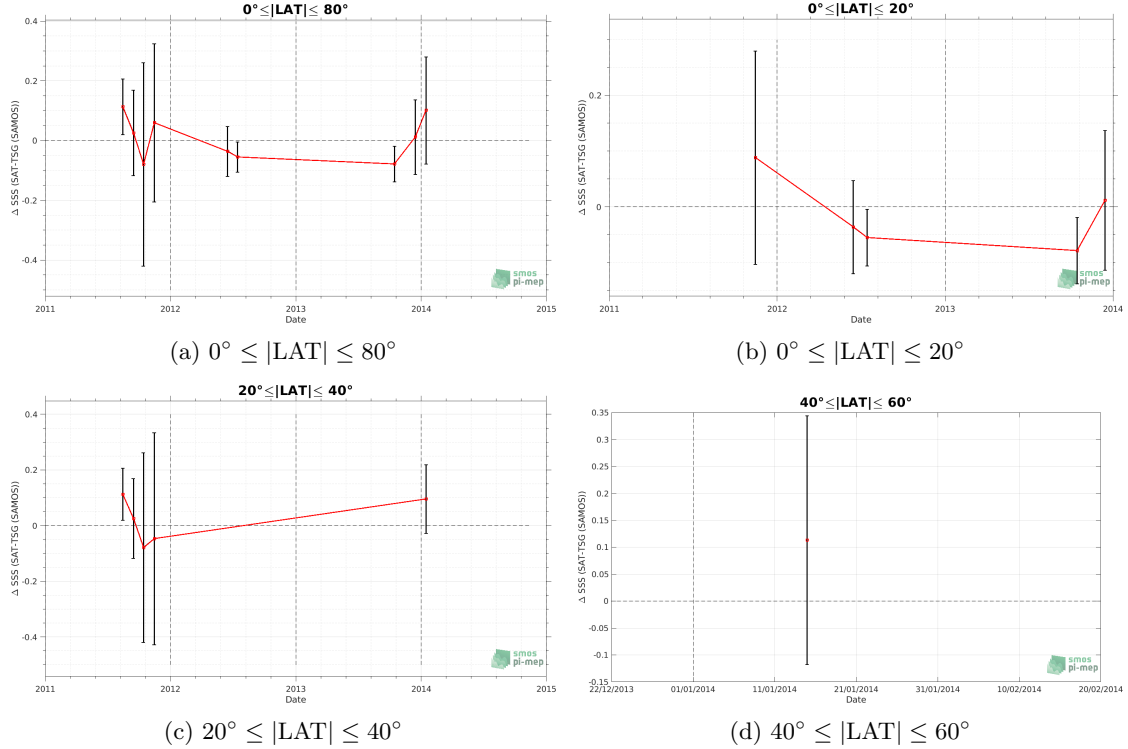 0°≤|LAT|≤ 80°
0.4
0.2
0
-0.2
-0.4
Δ SSS (SAT-TSG (SAMOS))
2011
2012
2013
2014
2015
Date
smos
pi-mep
(a) 0° ≤ |LAT| ≤ 80°
0°≤|LAT|≤ 20°
0.2
0
Δ SSS (SAT-TSG (SAMOS))
2011
2012
2013
2014
Date
smos
pi-mep
(b) 0° ≤ |LAT| ≤ 20°
20°≤|LAT|≤ 40°
0.4
0.2
0
-0.2
-0.4
Δ SSS (SAT-TSG (SAMOS))
2011
2012
2013
2014
2015
Date
smos
pi-mep
(c) 20° ≤ |LAT| ≤ 40°
40°≤|LAT|≤ 60°
0.35
0.3
0.25
0.2
0.15
0.1
0.05
0
-0.05
-0.1
-0.15
Δ SSS (SAT-TSG (SAMOS))
22/12/2013
01/01/2014
11/01/2014
21/01/2014
31/01/2014
10/02/2014
20/02/2014
Date
smos
pi-mep
(d) 40° ≤ |LAT| ≤ 60°